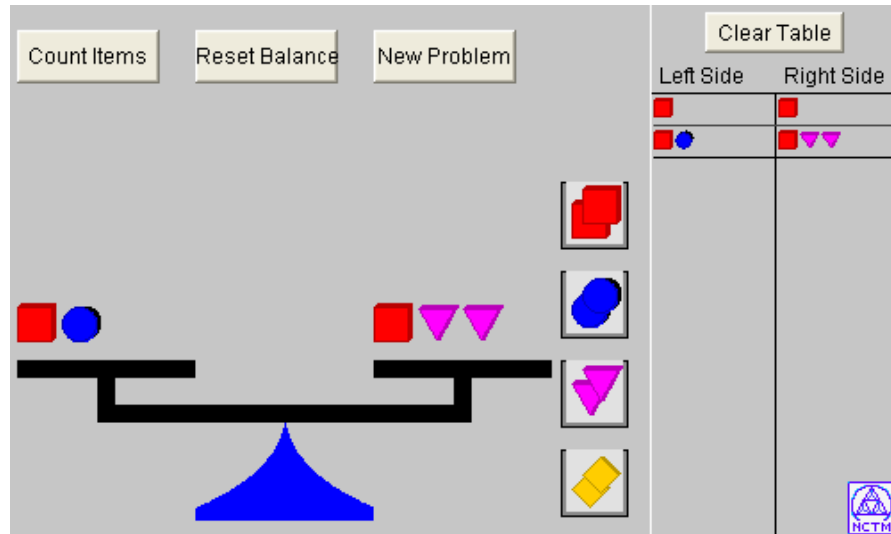 Count Items
Reset Balance
New Problem
Clear Table
Left Side
Right Side
NCTM